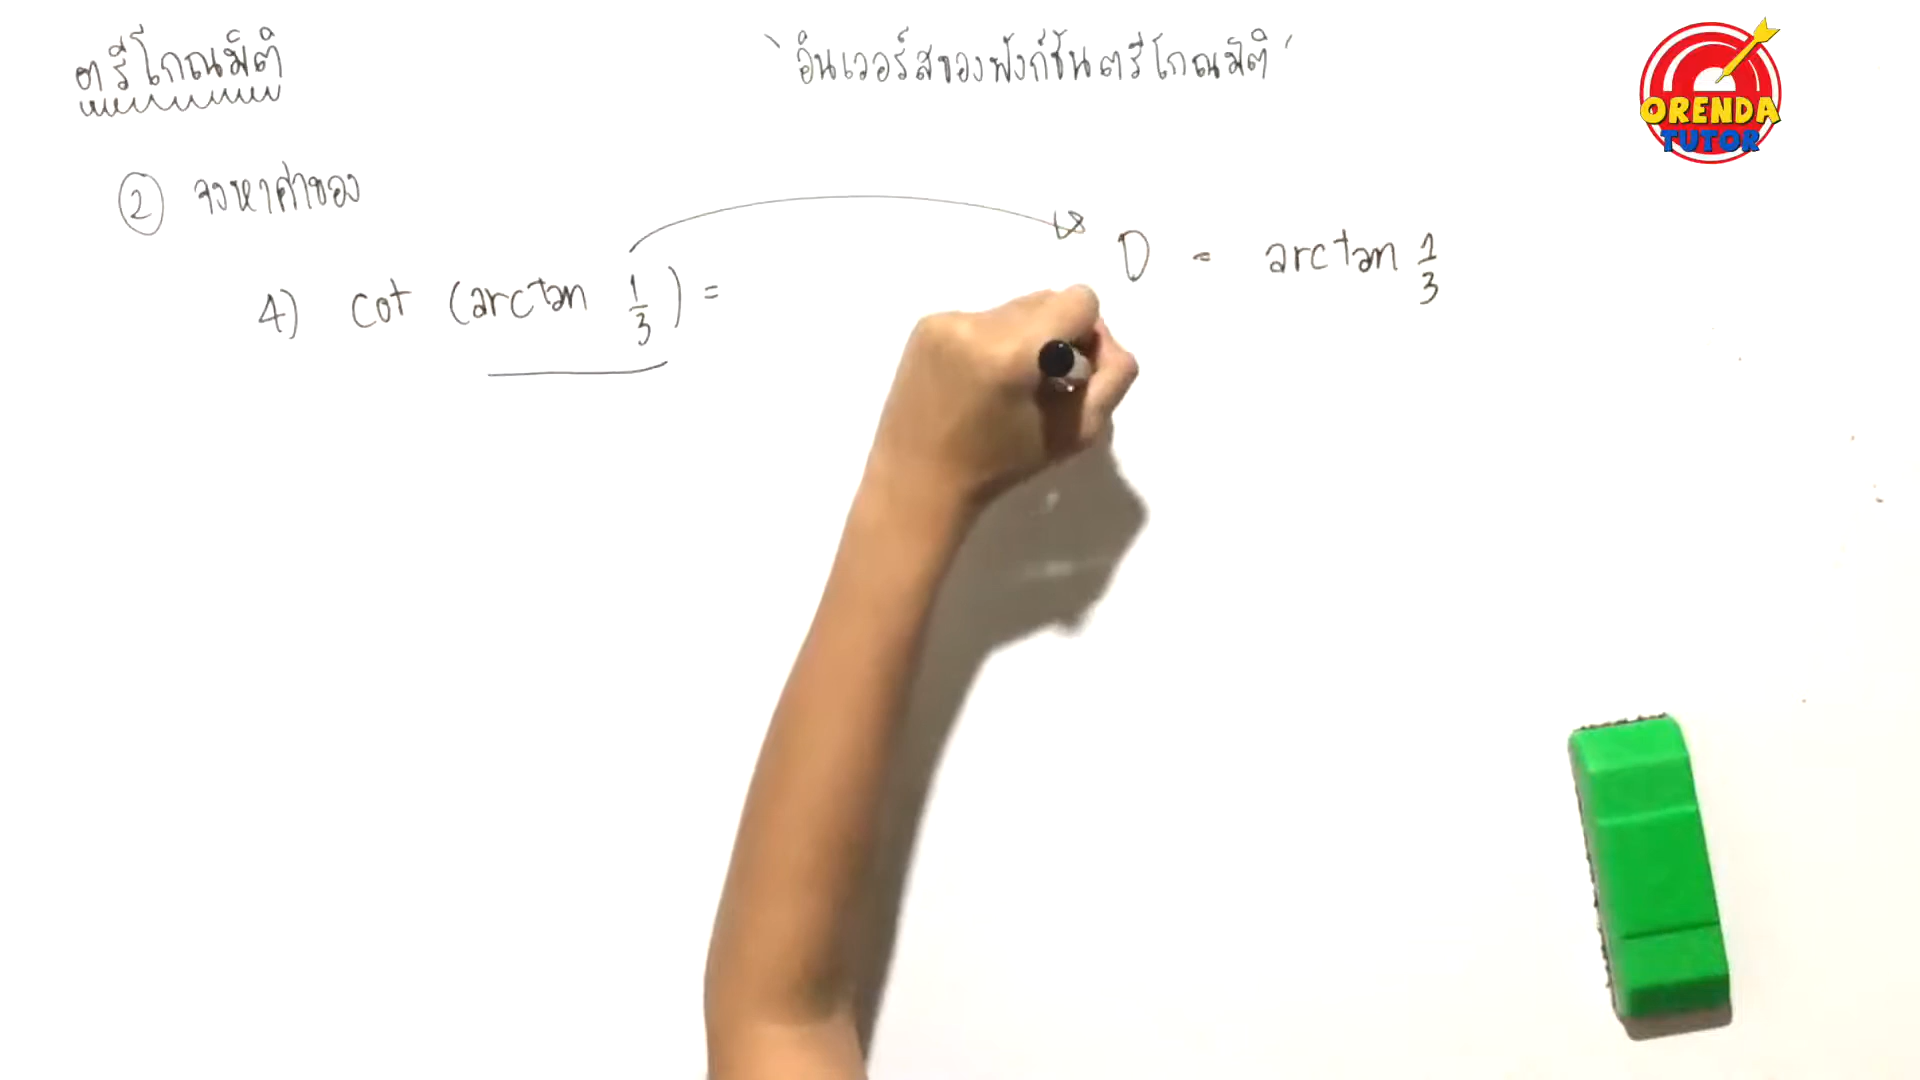 ตรีโกณมิติ
`อินเวอร์สของฟังก์ชันตรีโกณมิติ'
ORENDA
TUTOR
② จงหาค่าของ
4) cot (arctan 1/3) =
D = arctan 1/3